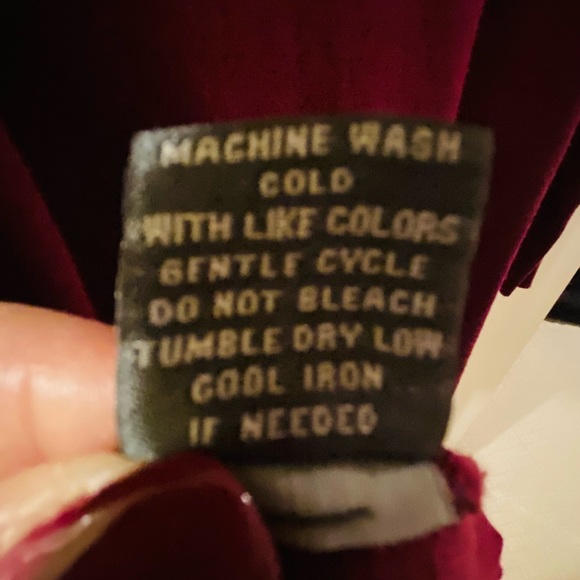 MACHINE WASH
COLD
WITH LIKE COLORS
GENTLE CYCLE
DO NOT BLEACH
TUMBLE DRY LOW
COOL IRON
IF NEEDED